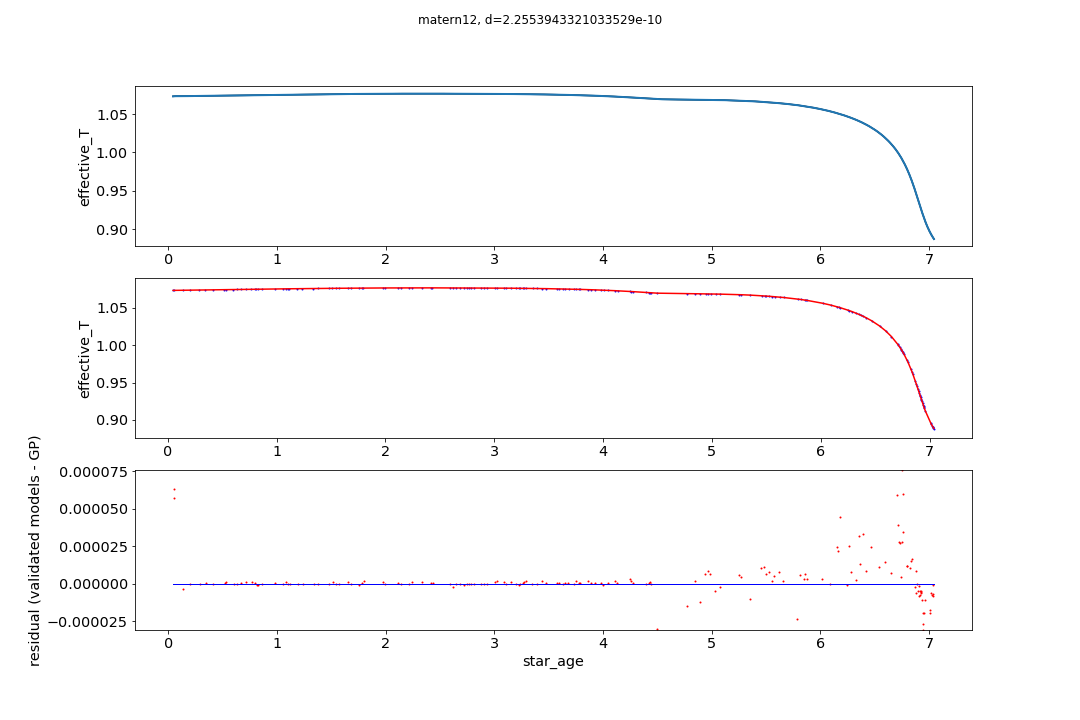 matern12, d=2.2553943321033529e-10
effective_T
1.05
1.00
0.95
0.90
0 1 2 3 4 5 6 7
effective_T
1.05
1.00
0.95
0.90
0 1 2 3 4 5 6 7
residual (validated models - GP)
0.000075
0.000050
0.000025
0.000000
−0.000025
0 1 2 3 4 5 6 7
star_age